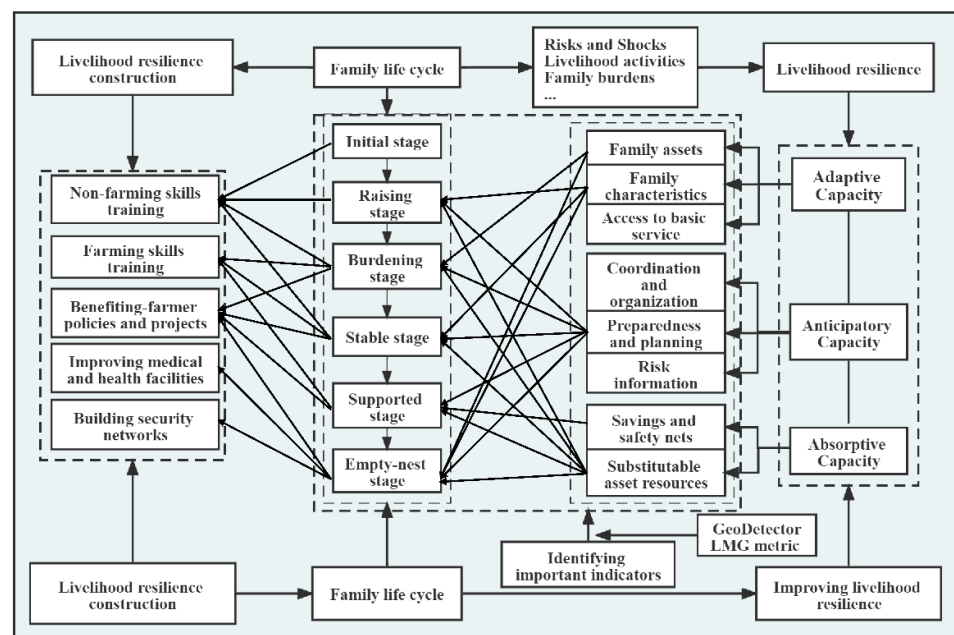 Livelihood resilience
construction
Family life cycle
Risks and Shocks
Livelihood activities
Family burdens
...
Livelihood resilience
Non-farming skills
training
Farming skills
training
Benefiting-farmer
policies and projects
Improving medical
and health facilities
Building security
networks
Initial stage
Raising
stage
Burdening
stage
Stable stage
Supported
stage
Empty-nest
stage
Family assets
Family
characteristics
Access to basic
service
Coordination
and
organization
Preparedness
and planning
Risk
information
Savings and
safety nets
Substitutable
asset resources
Adaptive
Capacity
Anticipatory
Capacity
Absorptive
Capacity
GeoDetector
LMG metric
Identifying
important indicators
Livelihood resilience
construction
Family life cycle
Improving livelihood
resilience